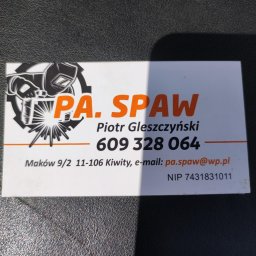 PA. SPAW
Piotr Gleszczyński
609 328 064
Maków 9/2 11-106 Kiwity, e-mail: pa.spaw@wp.pl
NIP 7431831011